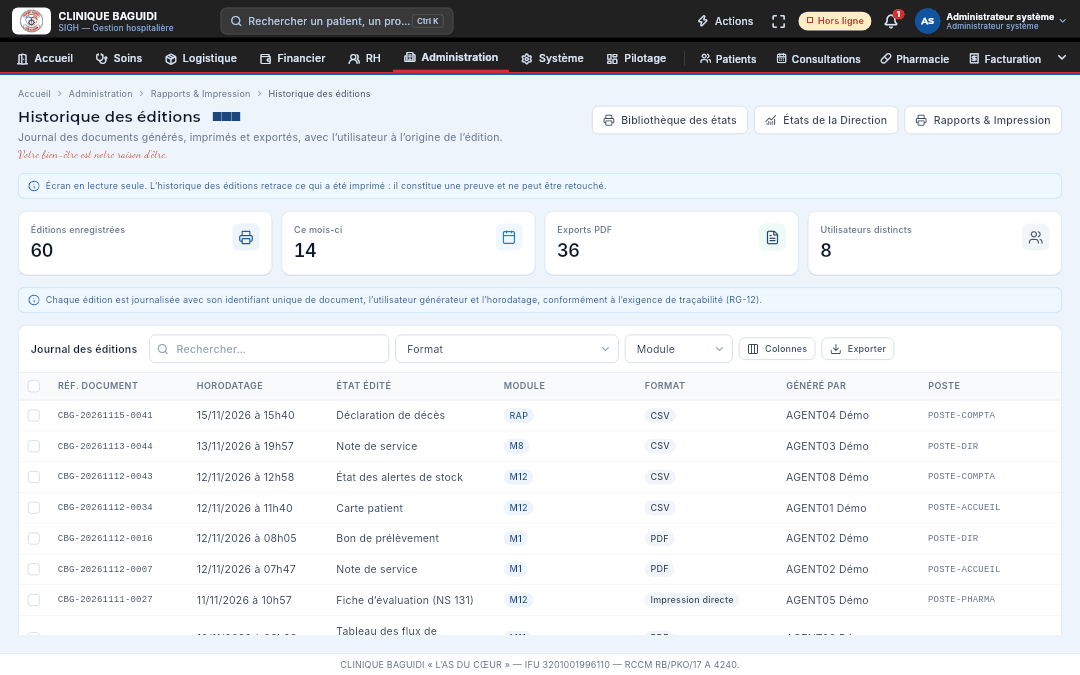 CLINIQUE BAGUIDI
SIGH — Gestion hospitalière
Rechercher un patient, un pro... Ctrl K
Actions
Hors ligne
1
AS
Administrateur système
Administrateur système
Accueil Soins Logistique Financier RH Administration Système Pilotage Patients Consultations Pharmacie Facturation
Accueil > Administration > Rapports & Impression > Historique des éditions
Historique des éditions
Journal des documents générés, imprimés et exportés, avec l'utilisateur à l'origine de l'édition.
Votre bien-être est notre raison d'être.
Bibliothèque des états
États de la Direction
Rapports & Impression
Écran en lecture seule. L'historique des éditions retrace ce qui a été imprimé : il constitue une preuve et ne peut être retouché.
Éditions enregistrées
60
Ce mois-ci
14
Exports PDF
36
Utilisateurs distincts
8
Chaque édition est journalisée avec son identifiant unique de document, l'utilisateur générateur et l'horodatage, conformément à l'exigence de traçabilité (RG-12).
Journal des éditions Rechercher... Format Module Colonnes Exporter
RÉF. DOCUMENT HORODATAGE ÉTAT ÉDITÉ MODULE FORMAT GÉNÉRÉ PAR POSTE
CBG-20261115-0041 15/11/2026 à 15h40 Déclaration de décès RAP CSV AGENT04 Démo POSTE-COMPTA
CBG-20261113-0044 13/11/2026 à 19h57 Note de service M8 CSV AGENT03 Démo POSTE-DIR
CBG-20261112-0043 12/11/2026 à 12h58 État des alertes de stock M12 CSV AGENT08 Démo POSTE-COMPTA
CBG-20261112-0034 12/11/2026 à 11h40 Carte patient M12 CSV AGENT01 Démo POSTE-ACCUEIL
CBG-20261112-0016 12/11/2026 à 08h05 Bon de prélèvement M1 PDF AGENT02 Démo POSTE-DIR
CBG-20261112-0007 12/11/2026 à 07h47 Note de service M1 PDF AGENT02 Démo POSTE-ACCUEIL
CBG-20261111-0027 11/11/2026 à 10h57 Fiche d'évaluation (NS 131) M12 Impression directe AGENT05 Démo POSTE-PHARMA
Tableau des flux de
CLINIQUE BAGUIDI « L'AS DU CŒUR » — IFU 3201001996110 — RCCM RB/PKO/17 A 4240.